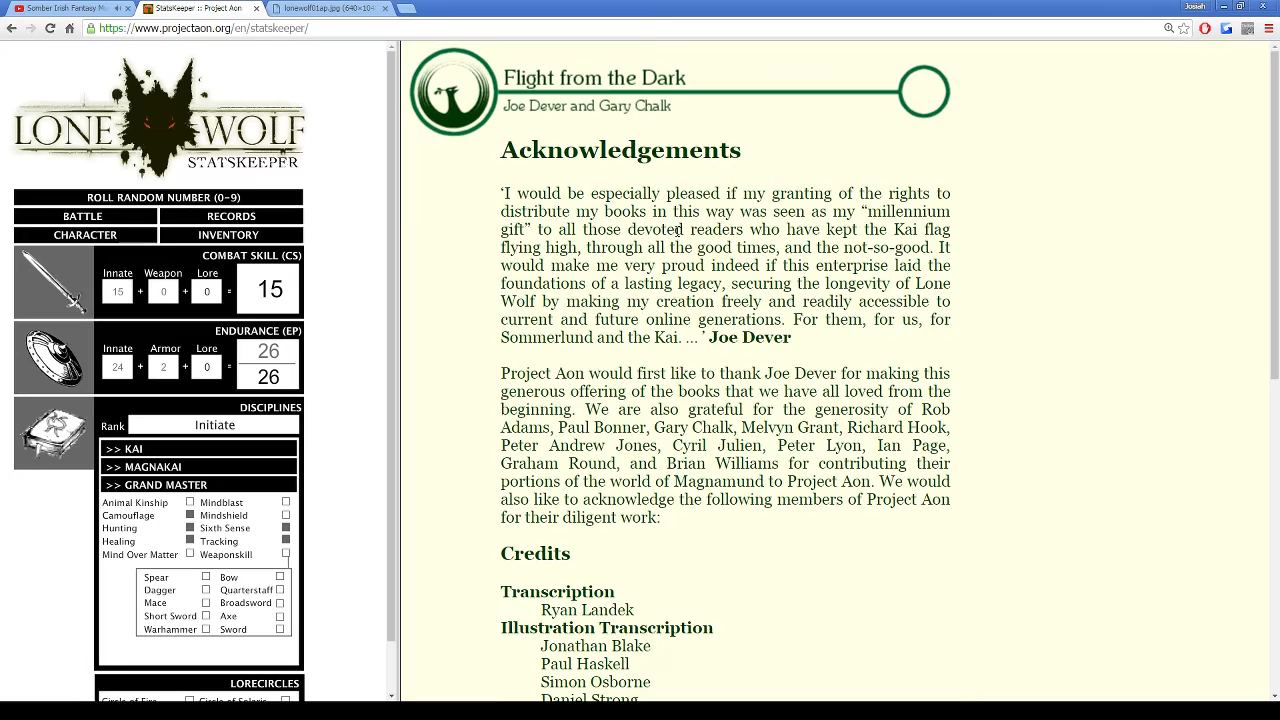 Somber Irish Fantasy Mu
StatsKeeper :: Project Aon
lonewolf01ap.jpg (640×104
Josiah
https://www.projectaon.org/en/statskeeper/
LONE WOLF
STATSKEEPER
ROLL RANDOM NUMBER (0-9)
BATTLE RECORDS
CHARACTER INVENTORY
COMBAT SKILL (CS)
Innate Weapon Lore
15 + 0 + 0 = 15
ENDURANCE (EP)
Innate Armor Lore
26
24 + 2 + 0 =
26
DISCIPLINES
Rank Initiate
>> KAI
>> MAGNAKAI
>> GRAND MASTER
Animal Kinship Mindblast
Camouflage Mindshield
Hunting Sixth Sense
Healing Tracking
Mind Over Matter Weaponskill
Spear Bow
Dagger Quarterstaff
Mace Broadsword
Short Sword Axe
Warhammer Sword
LORECIRCLES
Circle of Fire Circle of Solaris
Flight from the Dark
Joe Dever and Gary Chalk
Acknowledgements
‘I would be especially pleased if my granting of the rights to
distribute my books in this way was seen as my “millennium
gift” to all those devoted readers who have kept the Kai flag
flying high, through all the good times, and the not-so-good. It
would make me very proud indeed if this enterprise laid the
foundations of a lasting legacy, securing the longevity of Lone
Wolf by making my creation freely and readily accessible to
current and future online generations. For them, for us, for
Sommerlund and the Kai. … ’ Joe Dever
Project Aon would first like to thank Joe Dever for making this
generous offering of the books that we have all loved from the
beginning. We are also grateful for the generosity of Rob
Adams, Paul Bonner, Gary Chalk, Melvyn Grant, Richard Hook,
Peter Andrew Jones, Cyril Julien, Peter Lyon, Ian Page,
Graham Round, and Brian Williams for contributing their
portions of the world of Magnamund to Project Aon. We would
also like to acknowledge the following members of Project Aon
for their diligent work:
Credits
Transcription
Ryan Landek
Illustration Transcription
Jonathan Blake
Paul Haskell
Simon Osborne
Daniel Strong